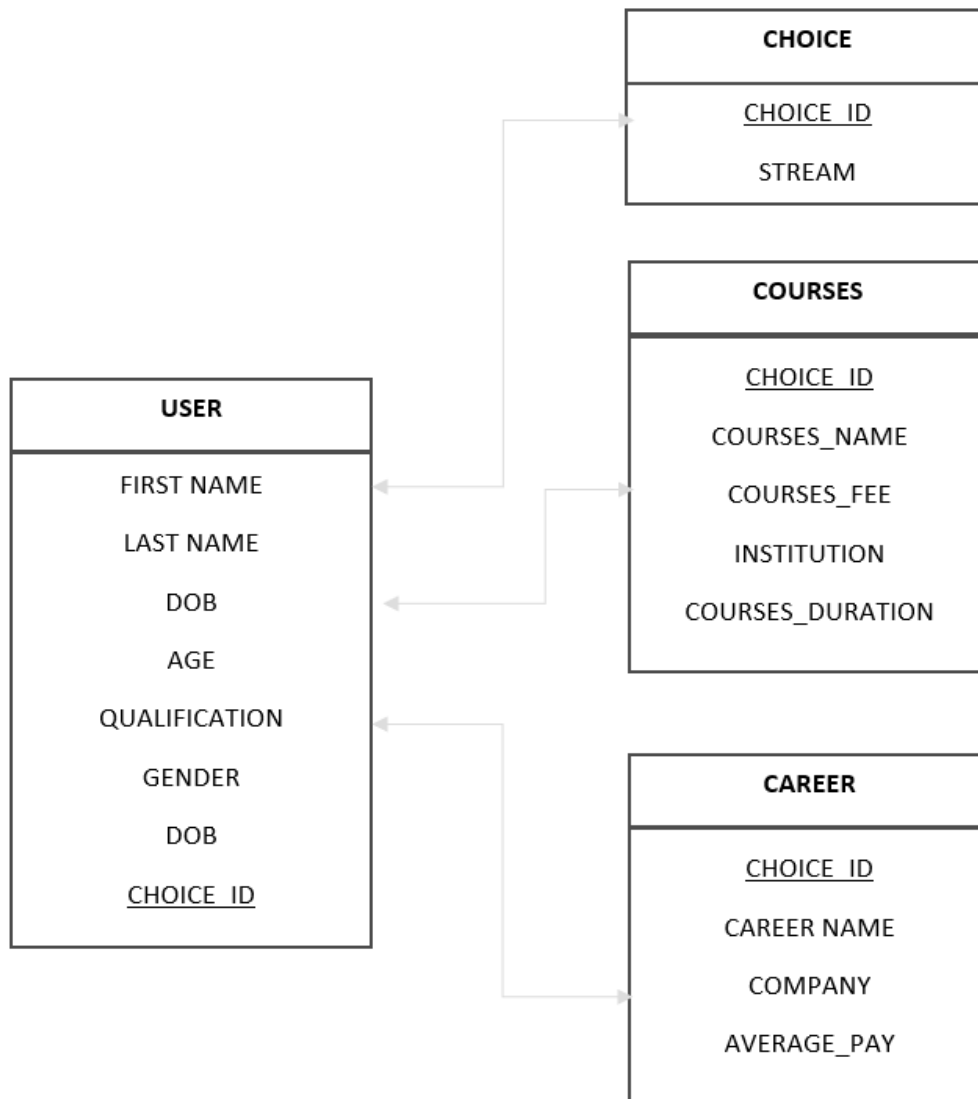 CHOICE
CHOICE_ID
STREAM
COURSES
CHOICE_ID
COURSES_NAME
COURSES_FEE
INSTITUTION
COURSES_DURATION
USER
FIRST NAME
LAST NAME
DOB
AGE
QUALIFICATION
GENDER
DOB
CHOICE_ID
CAREER
CHOICE_ID
CAREER NAME
COMPANY
AVERAGE_PAY